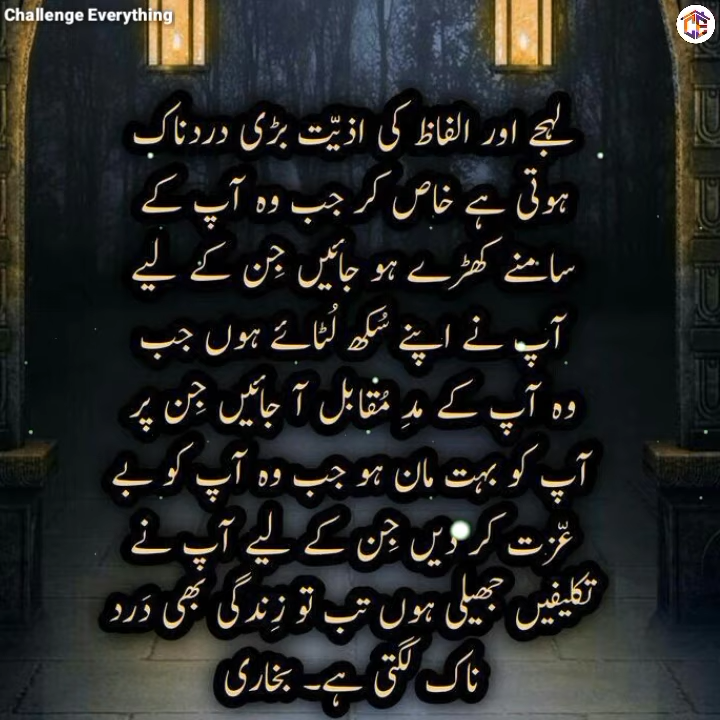 Challenge Everything
لہجے اور الفاظ کی اذیّت بڑی دردناک
ہوتی ہے خاص کر جب وہ آپ کے
سامنے کھڑے ہو جائیں جِن کے لیے
آپ نے اپنے سُکھ لُٹائے ہوں جب
وہ آپ کے مدِ مُقابل آ جائیں جِن پر
آپ کو بہت مان ہو جب وہ آپ کو بے
عّزت کر دیں جِن کے لیے آپ نے
تکلیفیں جھیلی ہوں تب تو زِندگی بھی دَرد
ناک لگتی ہے۔ بخاری